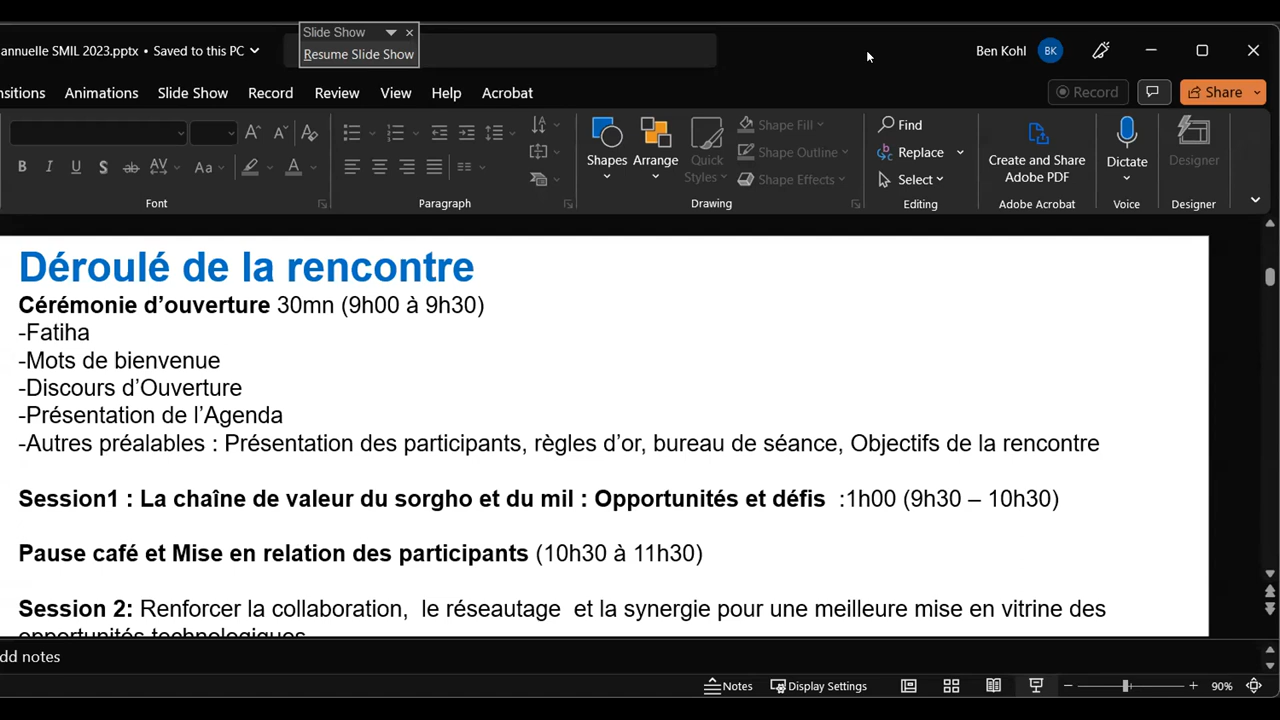 Slide Show
Resume Slide Show
annuelle SMIL 2023.pptx • Saved to this PC
Ben Kohl BK
nsitions Animations Slide Show Record Review View Help Acrobat
Record Share
Shape Fill
Find
Shape Outline
Replace
Shapes Arrange Quick Styles
Create and Share Adobe PDF
Dictate
Designer
B I U S ab AV Aa A
Shape Effects
Select
Font Paragraph Drawing Editing Adobe Acrobat Voice Designer
Déroulé de la rencontre
Cérémonie d’ouverture 30mn (9h00 à 9h30)
-Fatiha
-Mots de bienvenue
-Discours d’Ouverture
-Présentation de l’Agenda
-Autres préalables : Présentation des participants, règles d’or, bureau de séance, Objectifs de la rencontre
Session1 : La chaîne de valeur du sorgho et du mil : Opportunités et défis :1h00 (9h30 – 10h30)
Pause café et Mise en relation des participants (10h30 à 11h30)
Session 2: Renforcer la collaboration, le réseautage et la synergie pour une meilleure mise en vitrine des
opportunités technologiques
dd notes
Notes Display Settings 90%